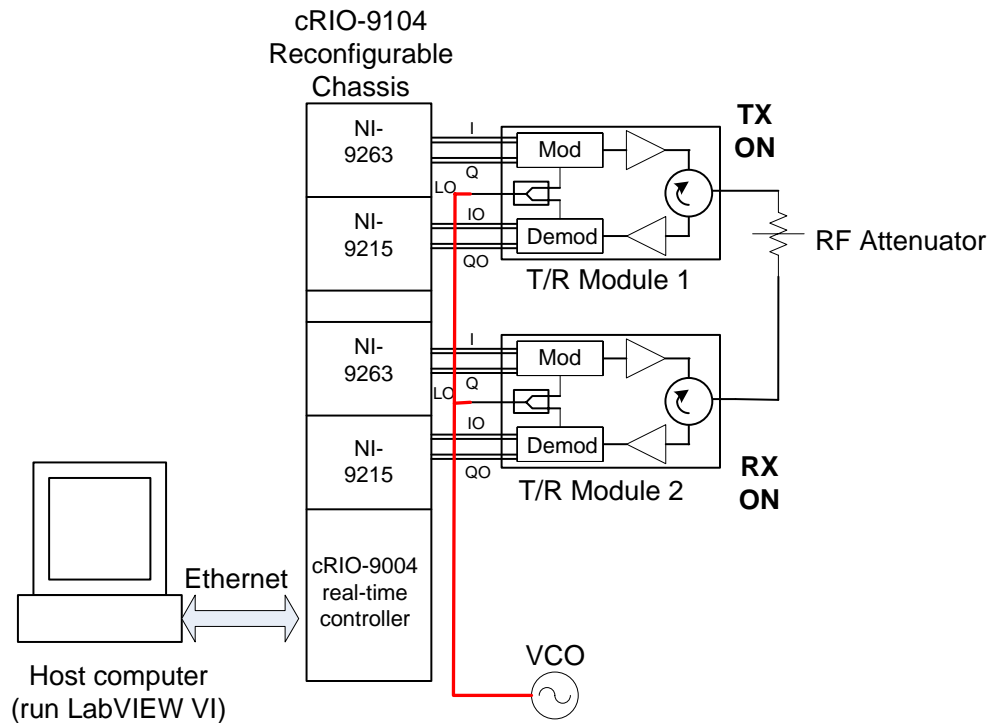 cRIO-9104
Reconfigurable
Chassis
NI-
9263
NI-
9215
NI-
9263
NI-
9215
cRIO-9004
real-time
controller
I
Q
LO
IO
QO
Mod
Demod
T/R Module 1
TX
ON
RF Attenuator
I
Q
LO
IO
QO
Mod
Demod
T/R Module 2
RX
ON
Ethernet
Host computer
(run LabVIEW VI)
VCO